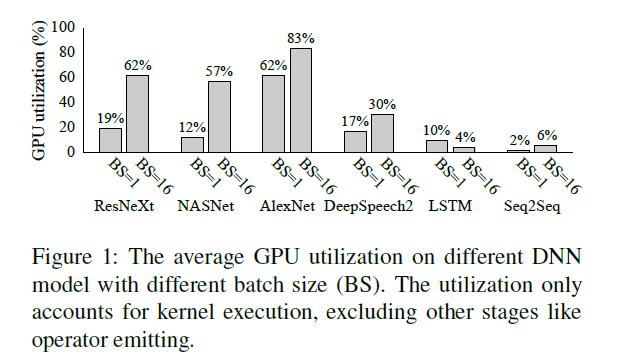 GPU utilization (%)
100
80
60
40
20
0
19% 62% 12% 57% 62% 83% 17% 30% 10% 4% 2% 6%
BS=1 BS=16 BS=1 BS=16 BS=1 BS=16 BS=1 BS=16 BS=1 BS=16 BS=1 BS=16
ResNeXt NASNet AlexNet DeepSpeech2 LSTM Seq2Seq
Figure 1: The average GPU utilization on different DNN
model with different batch size (BS). The utilization only
accounts for kernel execution, excluding other stages like
operator emitting.